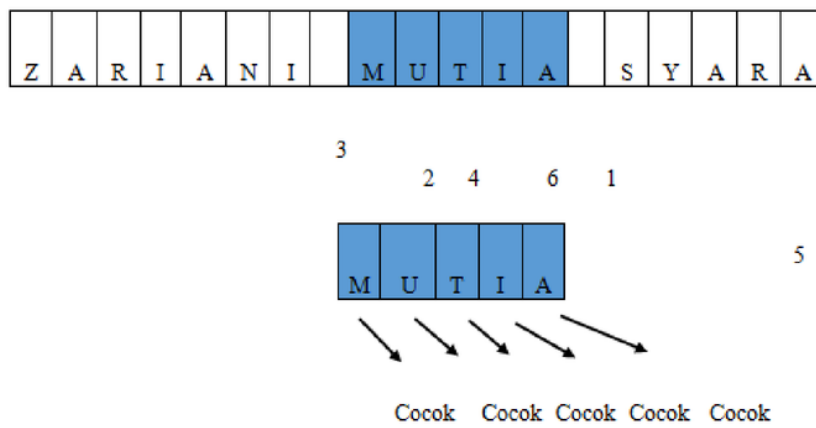 Z A R I A N I M U T I A S Y A R A
3
2 4 6 1
5
M U T I A
Cocok Cocok Cocok Cocok Cocok